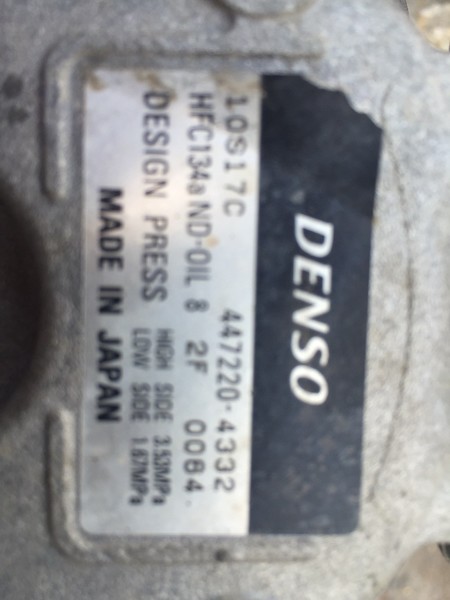 DENSO
10S17C 447220-4332
HFC134a ND-OIL 8 2F 0064.
DESIGN PRESS HIGH SIDE 3.53MPa
LOW SIDE 1.67MPa
MADE IN JAPAN